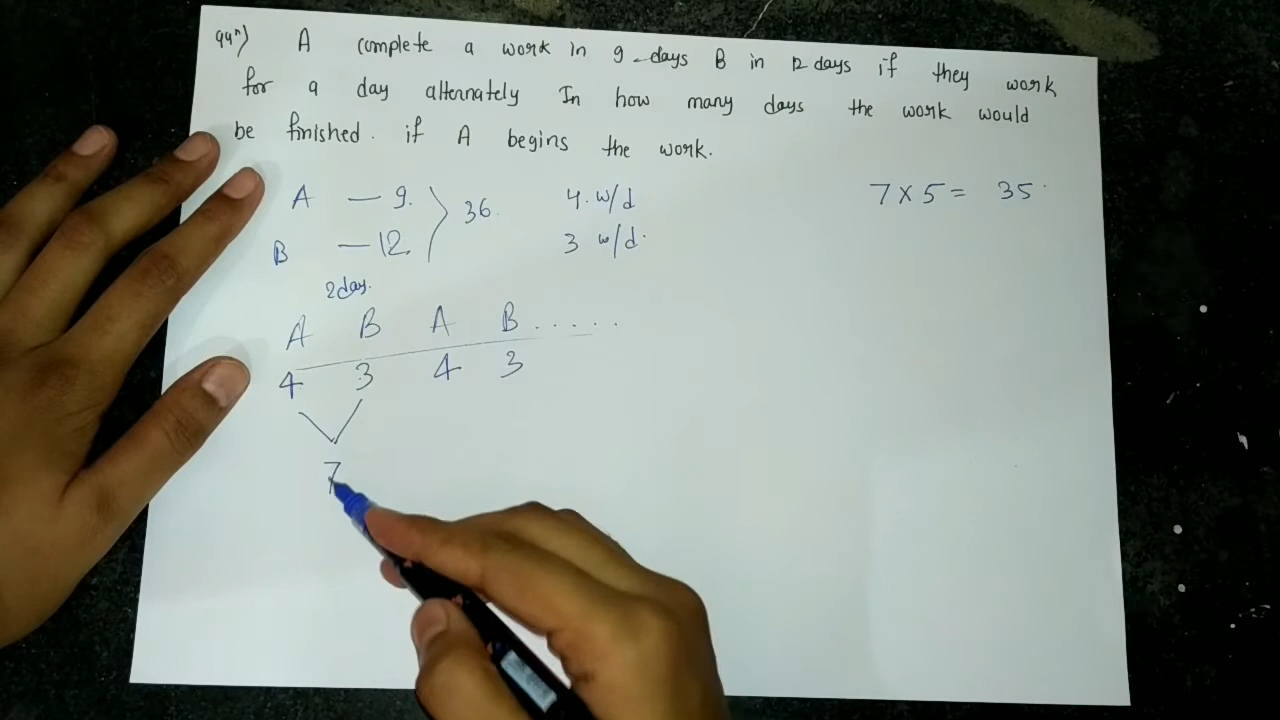 qun) A complete a work in 9 days B in 12 days if they work
for a day alternately In how many days the work would
be finished. if A begins the work.
A — 9. 36. 4. w/d 7 x 5 = 35
B — 12. 3 w/d.
2day.
A B A B .....
4 3 4 3
7